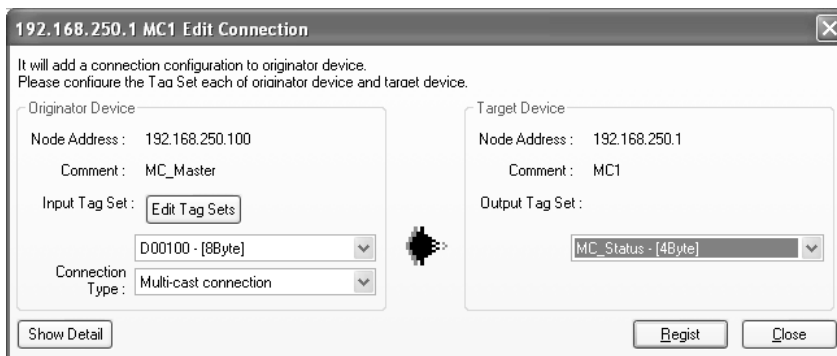 192.168.250.1 MC1 Edit Connection
It will add a connection configuration to originator device.
Please configure the Tag Set each of originator device and target device.
Originator Device
Node Address : 192.168.250.100
Comment : MC_Master
Input Tag Set : Edit Tag Sets
D00100 - [8Byte]
Connection Type : Multi-cast connection
Target Device
Node Address : 192.168.250.1
Comment : MC1
Output Tag Set :
MC_Status - [4Byte]
Show Detail
Regist
Close